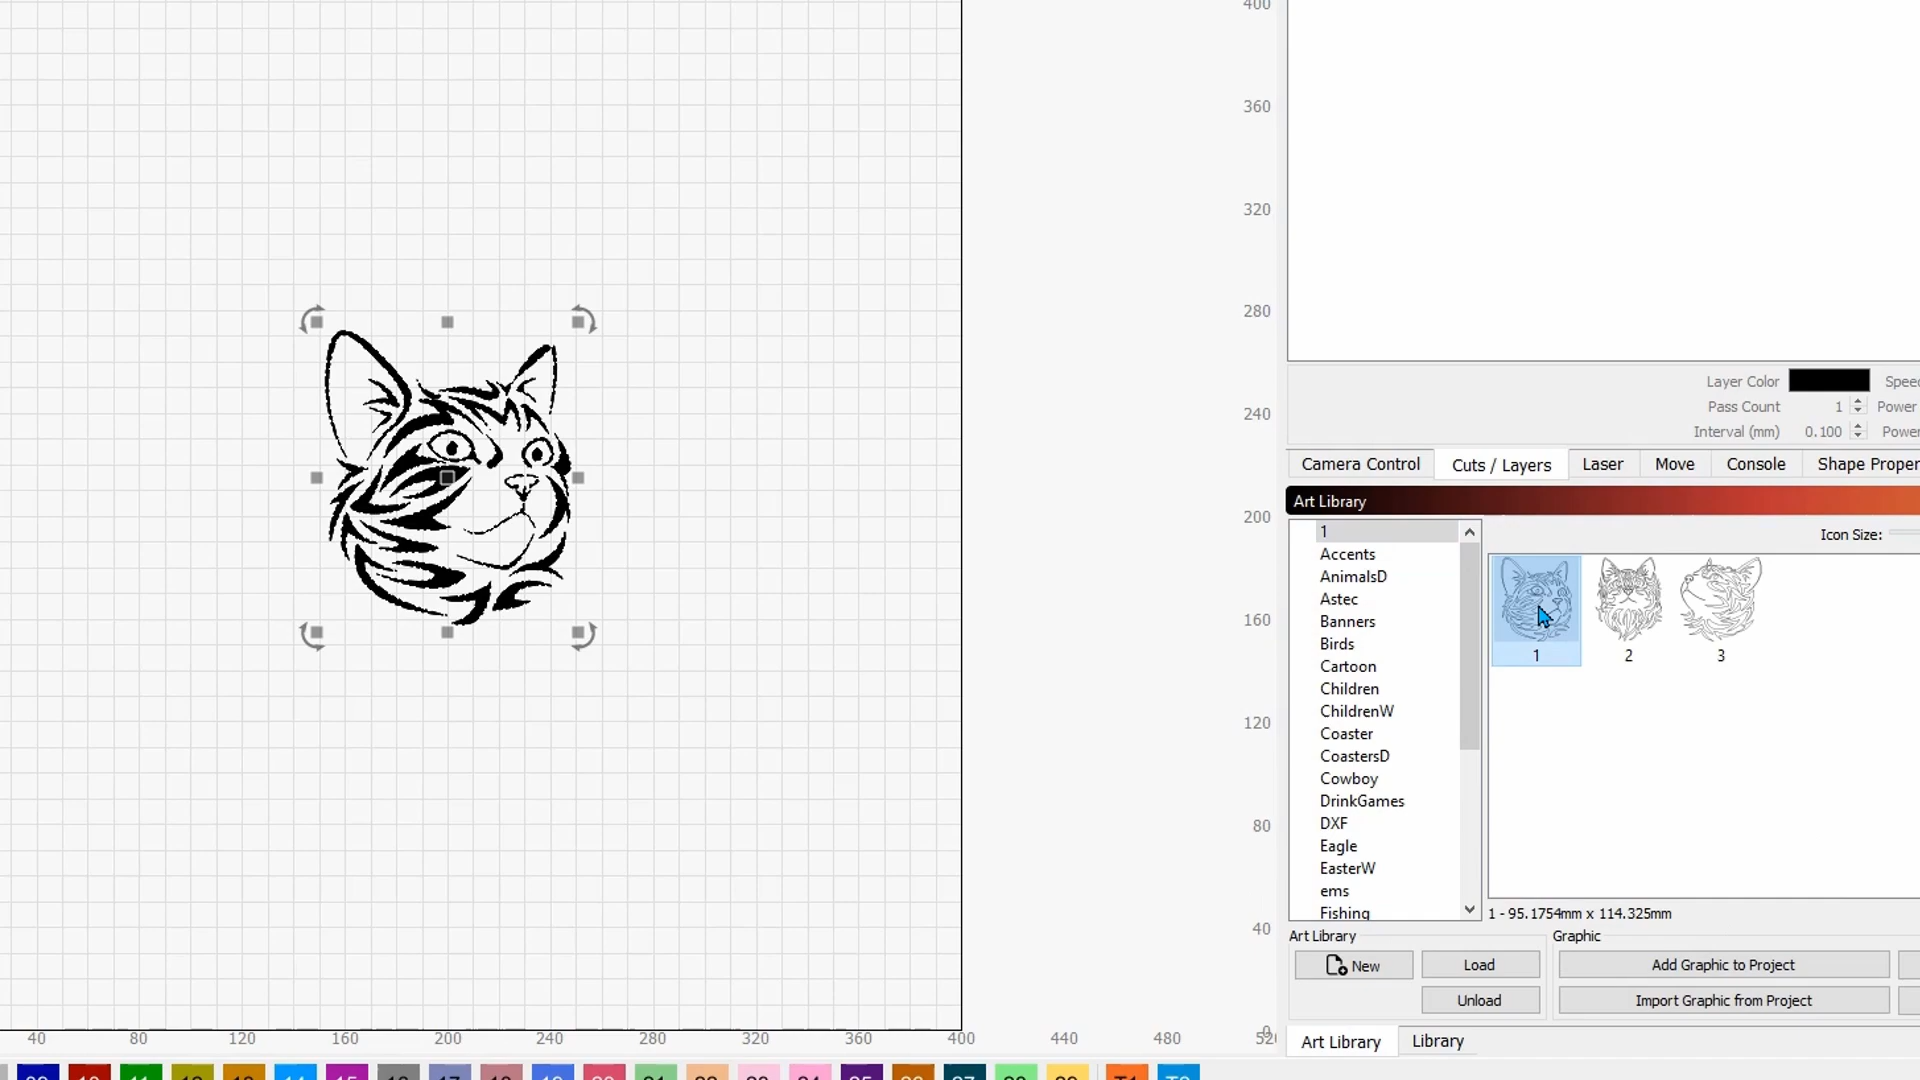 400
360
320
280
240
200
160
120
80
40
40 80 120 160 200 240 280 320 360 400 440 480
Layer Color
Pass Count 1 Power
Interval (mm) 0.100
Camera Control Cuts / Layers Laser Move Console
Art Library
1
Accents
AnimalsD
Astec
Banners
Birds
Cartoon
Children
ChildrenW
Coaster
CoastersD
Cowboy
DrinkGames
DXF
Eagle
EasterW
ems
Fishing
Icon Size:
1 2 3
1 - 95.1754mm x 114.325mm
Art Library
New Load
Unload
Graphic
Add Graphic to Project
Import Graphic from Project
Art Library Library